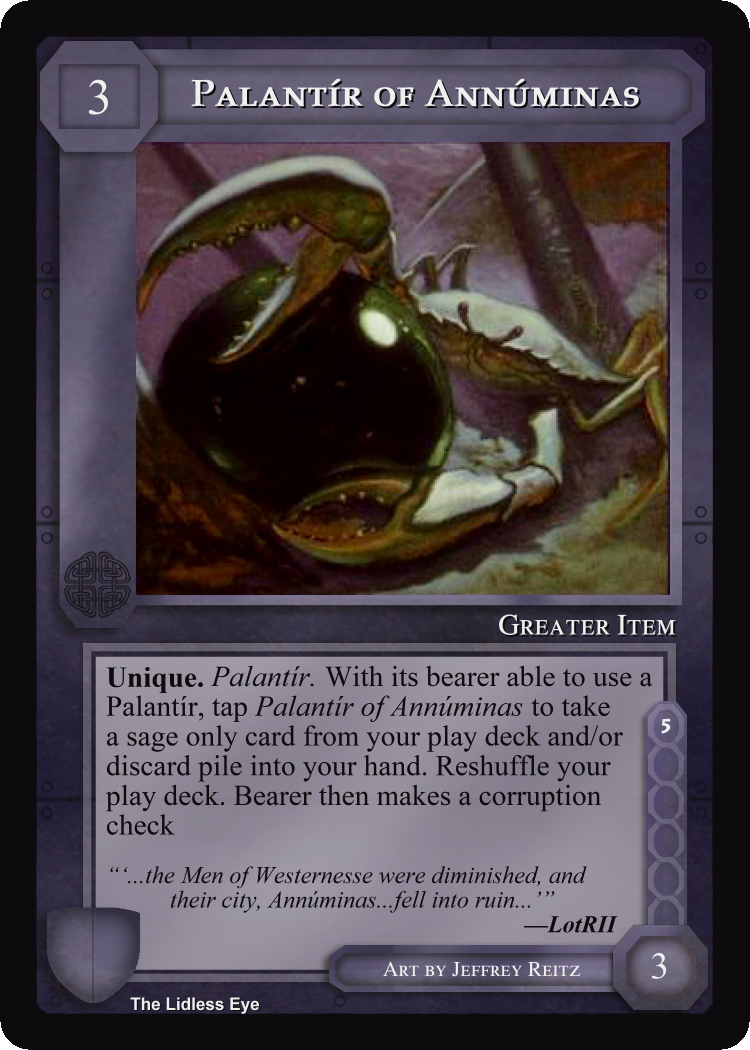 3
Palantír of Annúminas
Greater Item
Unique. Palantír. With its bearer able to use a
Palantír, tap Palantír of Annúminas to take
a sage only card from your play deck and/or
discard pile into your hand. Reshuffle your
play deck. Bearer then makes a corruption
check
5
“‘...the Men of Westernesse were diminished, and
their city, Annúminas...fell into ruin...’”
—LotRII
Art by Jeffrey Reitz
3
The Lidless Eye